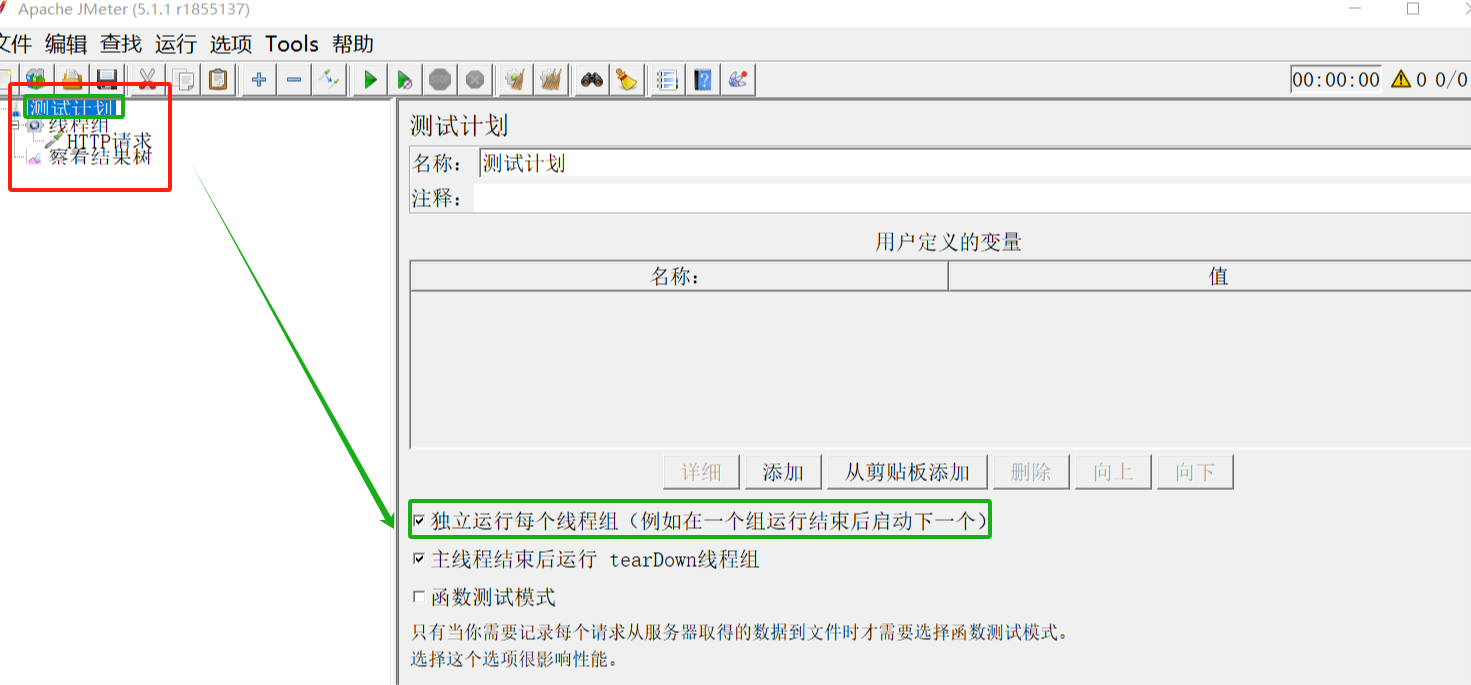 Apache JMeter (5.1.1 r1855137)
文件 编辑 查找 运行 选项 Tools 帮助
00:00:00 0 0/0
测试计划
线程组
HTTP请求
察看结果树
测试计划
名称： 测试计划
注释：
用户定义的变量
名称： 值
详细 添加 从剪贴板添加 删除 向上 向下
独立运行每个线程组（例如在一个组运行结束后启动下一个）
主线程结束后运行 tearDown线程组
函数测试模式
只有当你需要记录每个请求从服务器取得的数据到文件时才需要选择函数测试模式。
选择这个选项很影响性能。